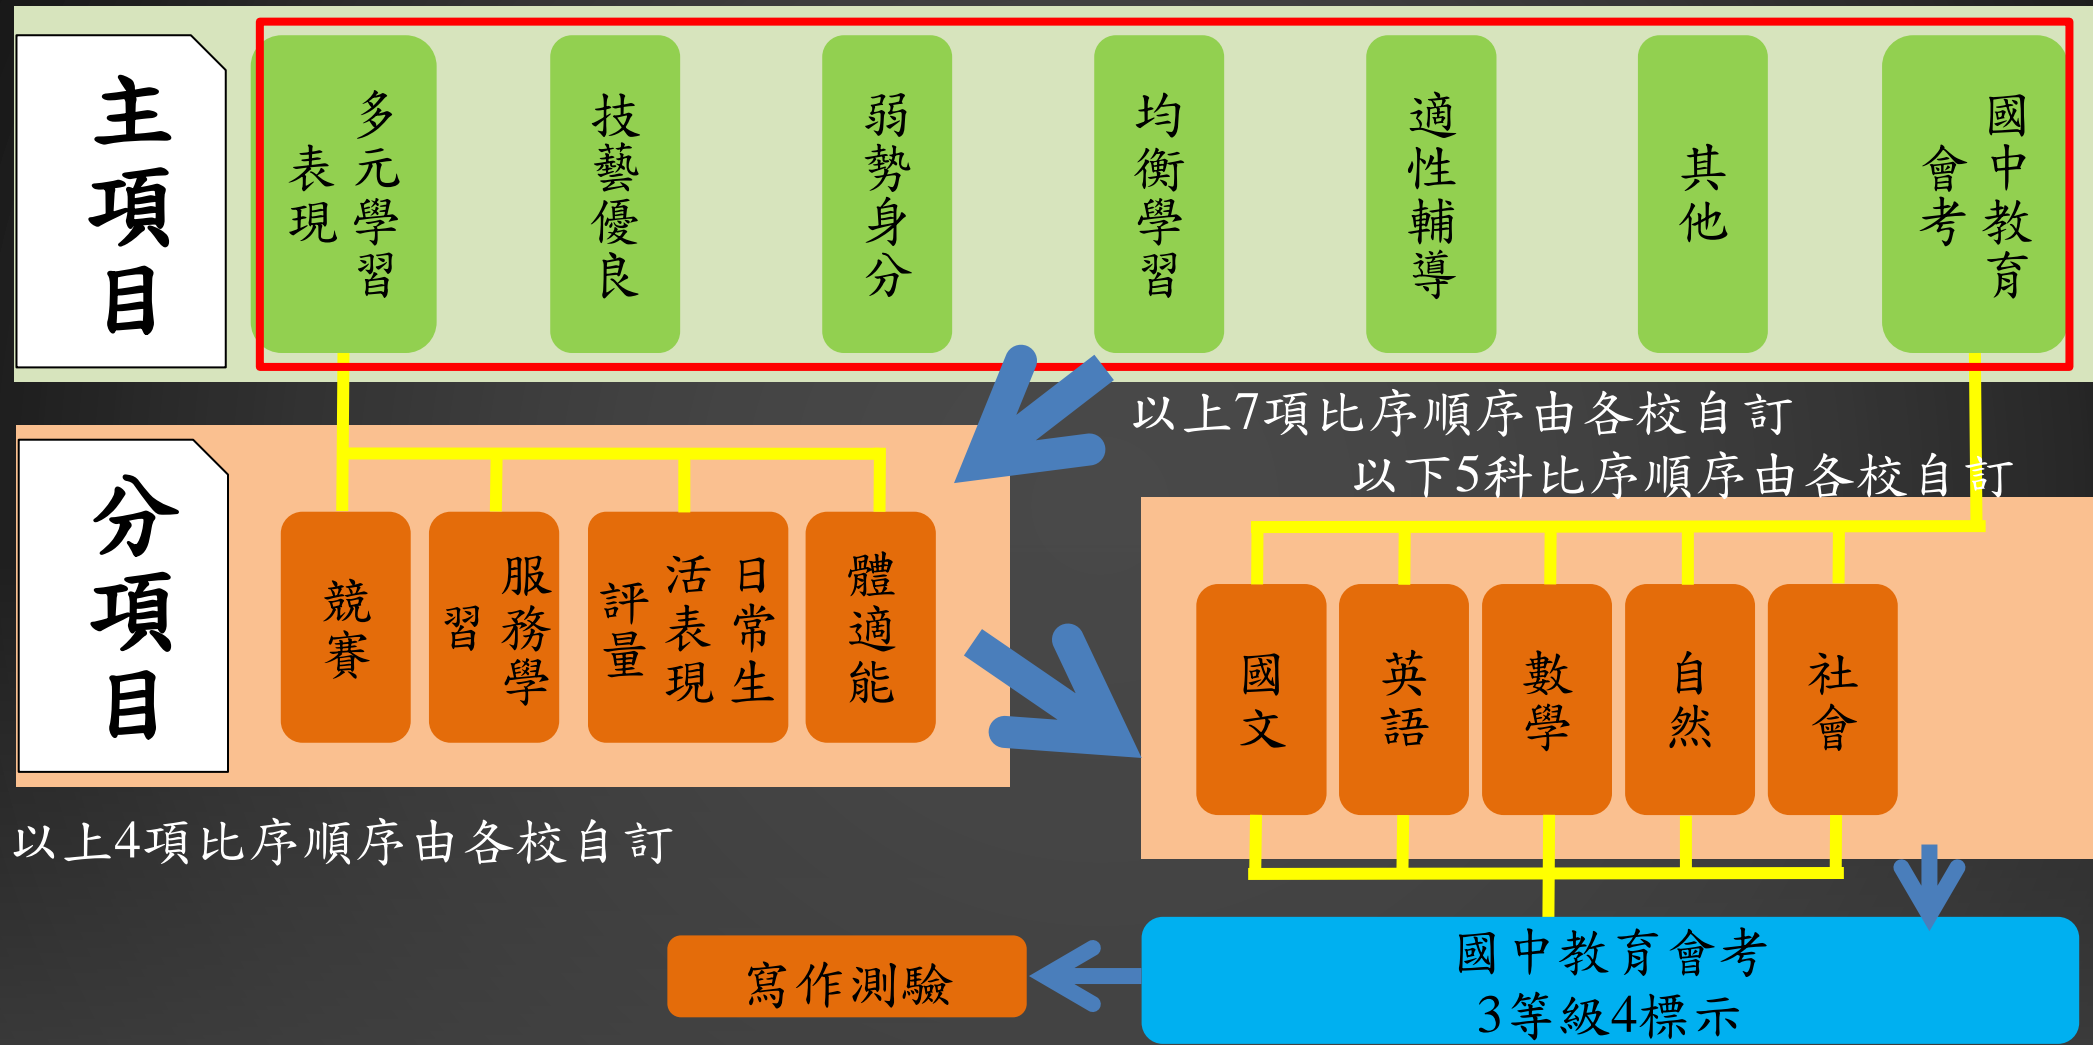 主項目
多元學習
表現
技藝優良
弱勢身分
均衡學習
適性輔導
其他
國中教育
會考
以上7項比序順序由各校自訂
以下5科比序順序由各校自訂
分項目
競賽
服務學
習
日常生
活表現
評量
體適能
國文
英語
數學
自然
社會
以上4項比序順序由各校自訂
寫作測驗
國中教育會考
3等級4標示